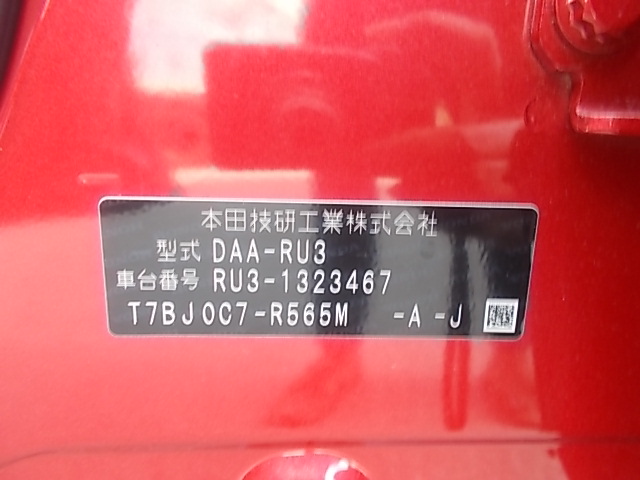 本田技研工業株式会社
型式 DAA-RU3
車台番号 RU3-1323467
T7BJ0C7-R565M -A -J